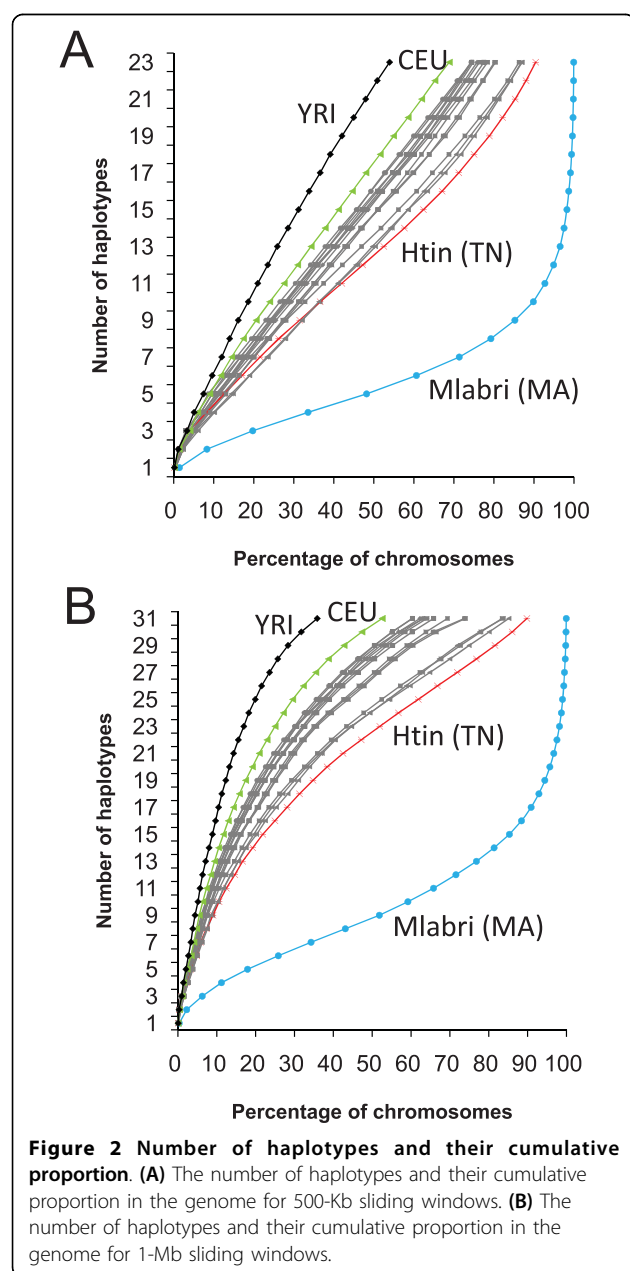 A
23
21
19
17
15
13
11
9
7
5
3
1
Number of haplotypes
YRI
CEU
Htin (TN)
Mlabri (MA)
0 10 20 30 40 50 60 70 80 90 100
Percentage of chromosomes
B
31
29
27
25
23
21
19
17
15
13
11
9
7
5
3
1
Number of haplotypes
YRI
CEU
Htin (TN)
Mlabri (MA)
0 10 20 30 40 50 60 70 80 90 100
Percentage of chromosomes
Figure 2 Number of haplotypes and their cumulative
proportion. (A) The number of haplotypes and their cumulative
proportion in the genome for 500-Kb sliding windows. (B) The
number of haplotypes and their cumulative proportion in the
genome for 1-Mb sliding windows.